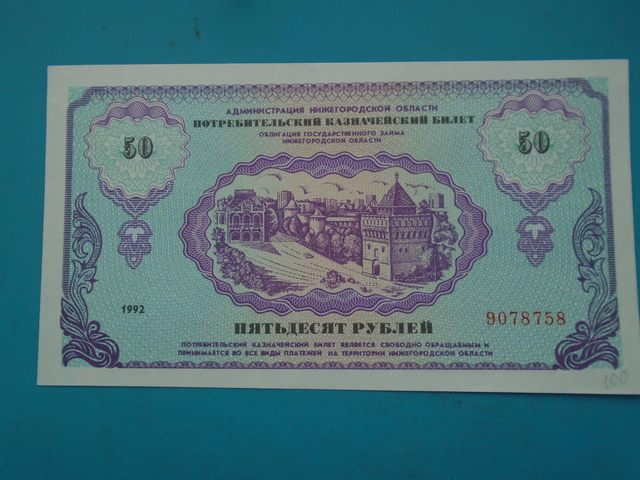 АДМИНИСТРАЦИЯ НИЖЕГОРОДСКОЙ ОБЛАСТИ
ПОТРЕБИТЕЛЬСКИЙ КАЗНАЧЕЙСКИЙ БИЛЕТ
ОБЛИГАЦИЯ ГОСУДАРСТВЕННОГО ЗАЙМА
НИЖЕГОРОДСКОЙ ОБЛАСТИ
50
50
1992
ПЯТЬДЕСЯТ РУБЛЕЙ
9078758
ПОТРЕБИТЕЛЬСКИЙ КАЗНАЧЕЙСКИЙ БИЛЕТ ЯВЛЯЕТСЯ СВОБОДНО ОБРАЩАЕМЫМ И
ПРИНИМАЕТСЯ ВО ВСЕ ВИДЫ ПЛАТЕЖЕЙ НА ТЕРРИТОРИИ НИЖЕГОРОДСКОЙ ОБЛАСТИ
100